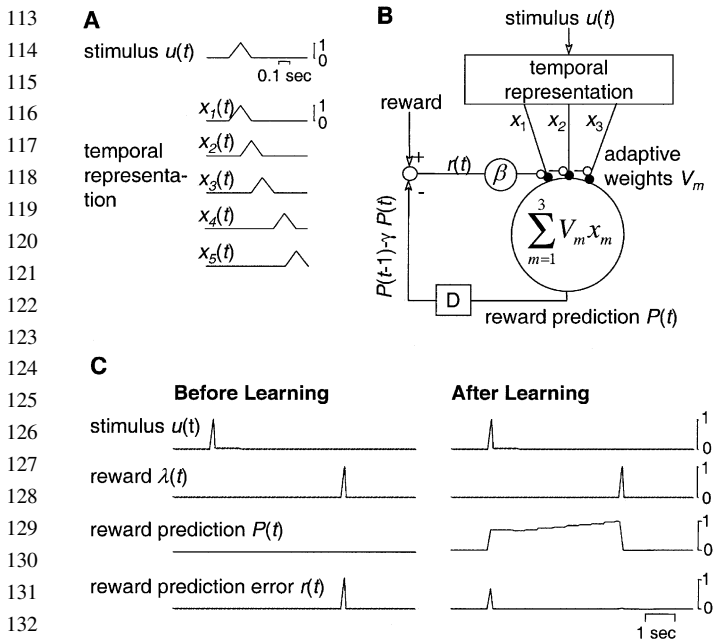 113
114
115
116
117
118
119
120
121
122
123
124
125
126
127
128
129
130
131
132
A
stimulus u(t)
1
0
0.1 sec
temporal
representa-
tion
x1(t)
1
0
x2(t)
x3(t)
x4(t)
x5(t)
B
stimulus u(t)
temporal
representation
reward
x1 x2 x3
adaptive
weights Vm
+
r(t)
β
-
P(t-1)-γ P(t)
3
∑ Vm xm
m=1
D
reward prediction P(t)
C
Before Learning
After Learning
stimulus u(t)
1
0
reward λ(t)
1
0
reward prediction P(t)
1
0
reward prediction error r(t)
1
0
1 sec